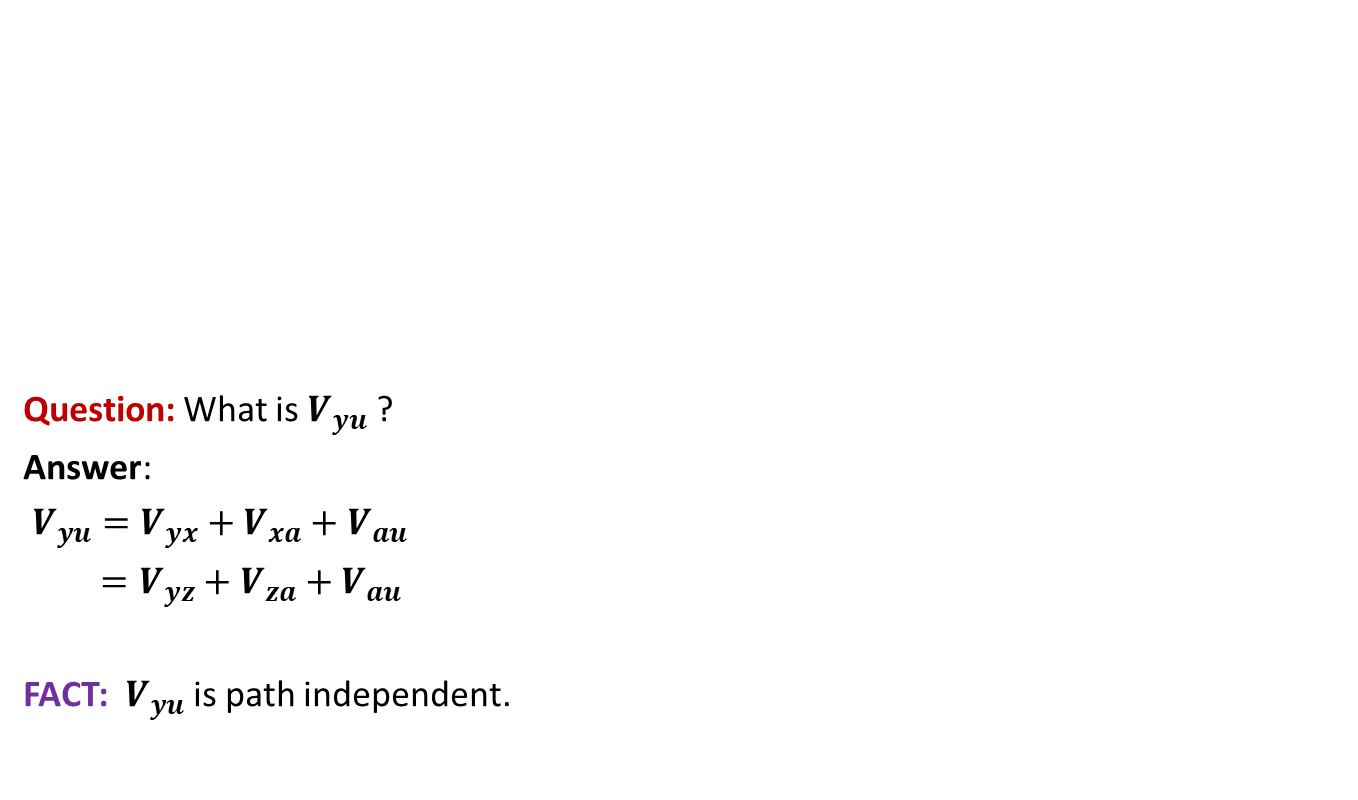 Question: What is V_yu ?
Answer:
V_yu = V_yx + V_xa + V_au
= V_yz + V_za + V_au
FACT: V_yu is path independent.